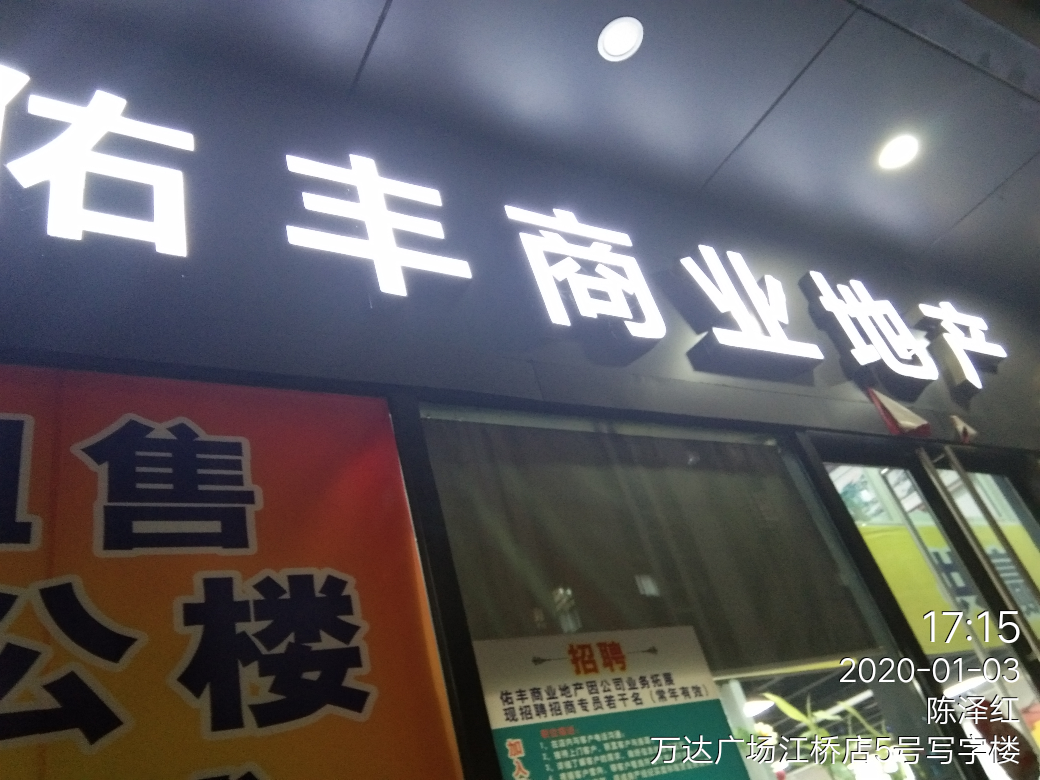 佑丰商业地产
售
公楼
招聘
佑丰商业地产因公司业务拓展
现招聘招商专员若干名（常年有效）
加
人
17:15
2020-01-03
陈泽红
万达广场江桥店5号写字楼